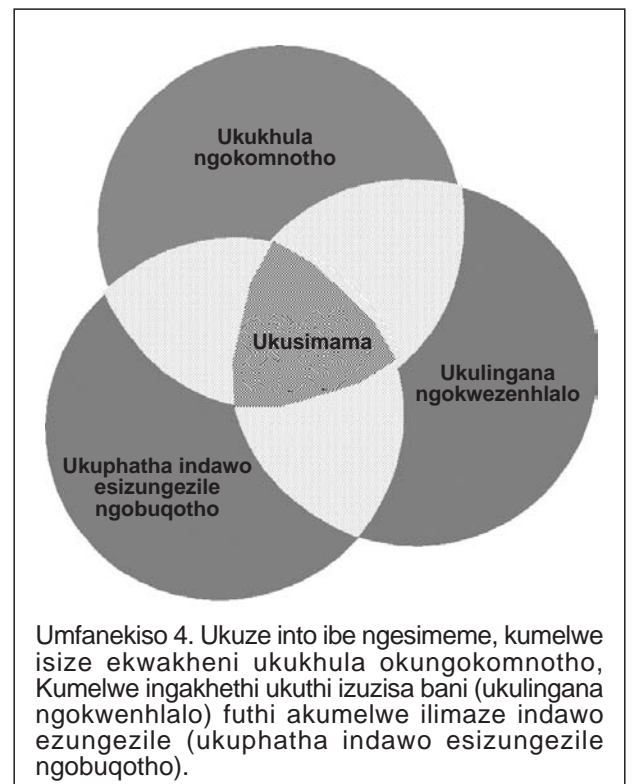 Ukukhula
ngokomnotho
Ukusimama
Ukulingana
ngokwezenhlalo
Ukuphatha indawo
esizungezile
ngobuqotho
Umfanekiso 4. Ukuze into ibe ngesimeme, kumelwe
isize ekwakheni ukukhula okungokomnotho,
Kumelwe ingakhethi ukuthi izuzisa bani (ukulingana
ngokwenhlalo) futhi akumelwe ilimaze indawo
ezungezile (ukuphatha indawo esizungezile
ngobuqotho).